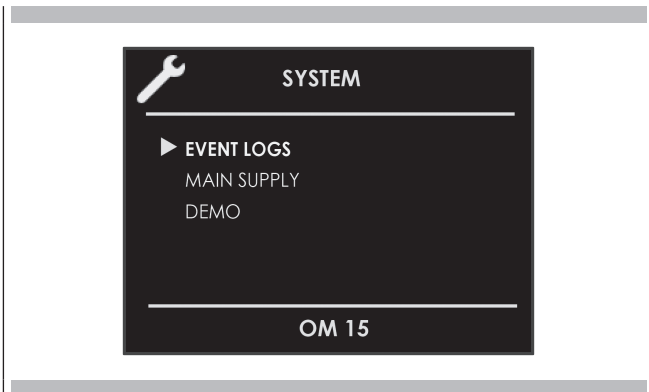 SYSTEM
EVENT LOGS
MAIN SUPPLY
DEMO
OM 15